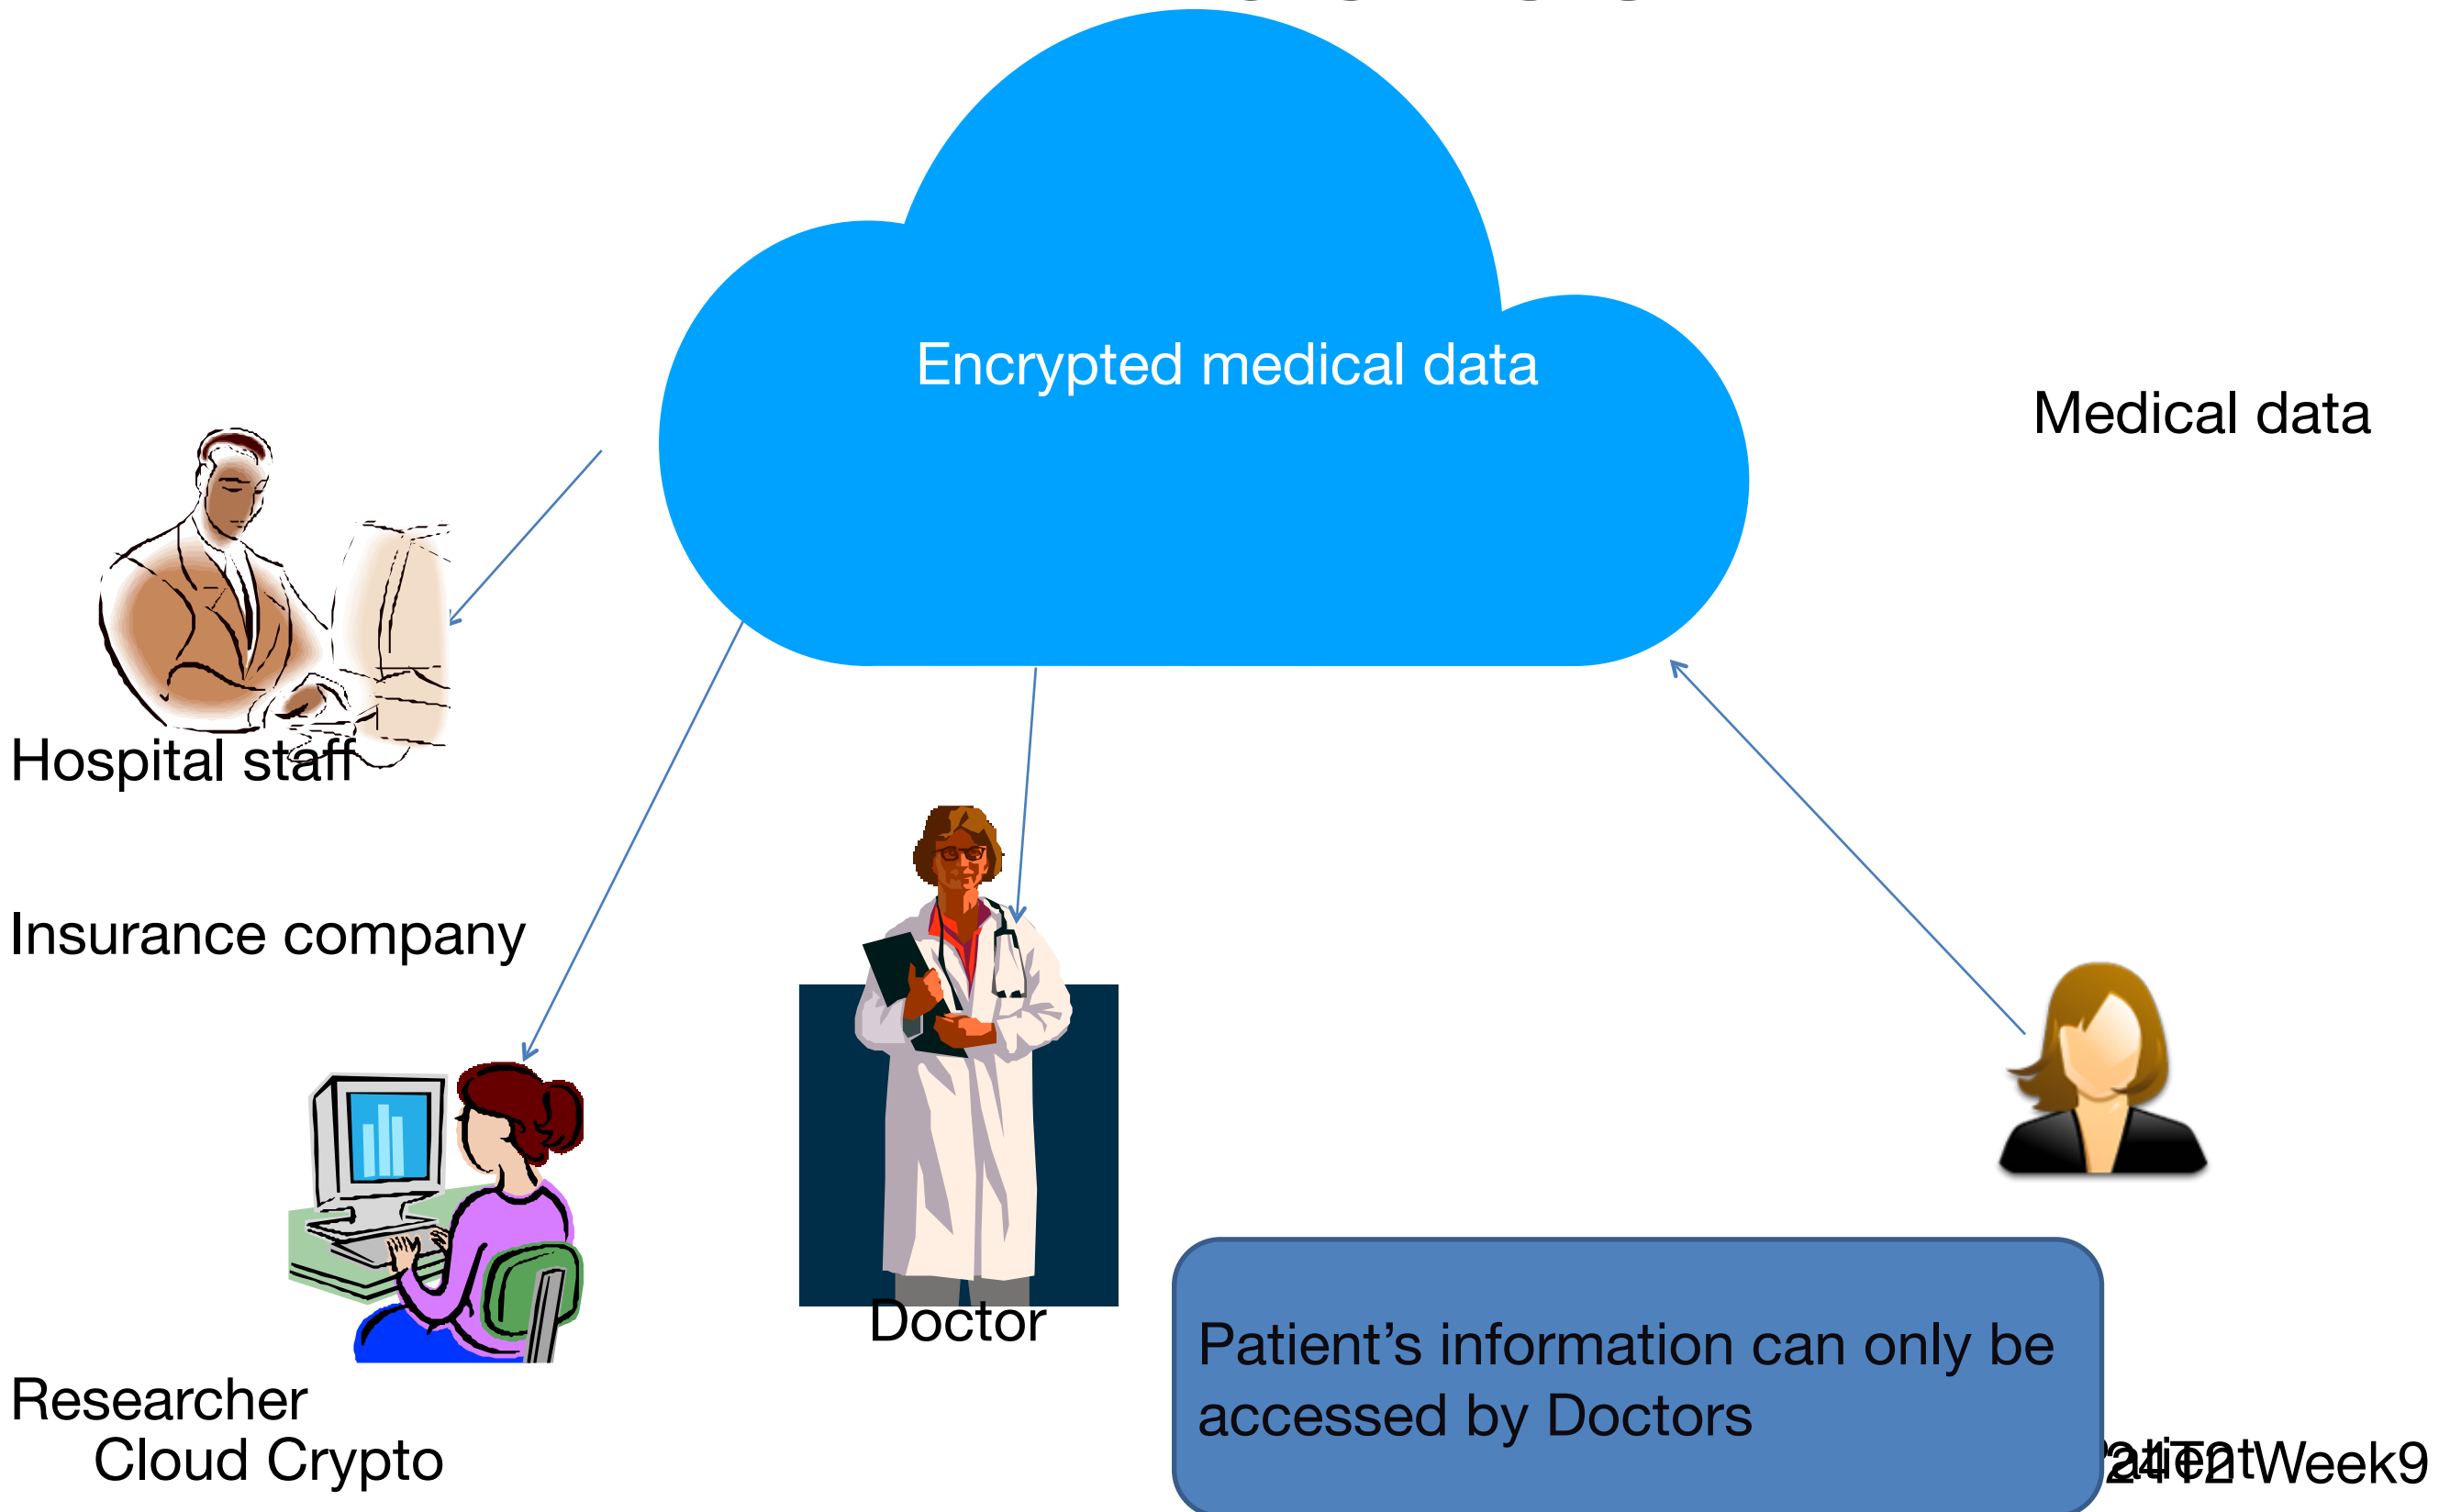 Encrypted medical data
Medical data
Hospital staff
Insurance company
Doctor
Patient's information can only be
accessed by Doctors
Researcher
Cloud Crypto
Week9